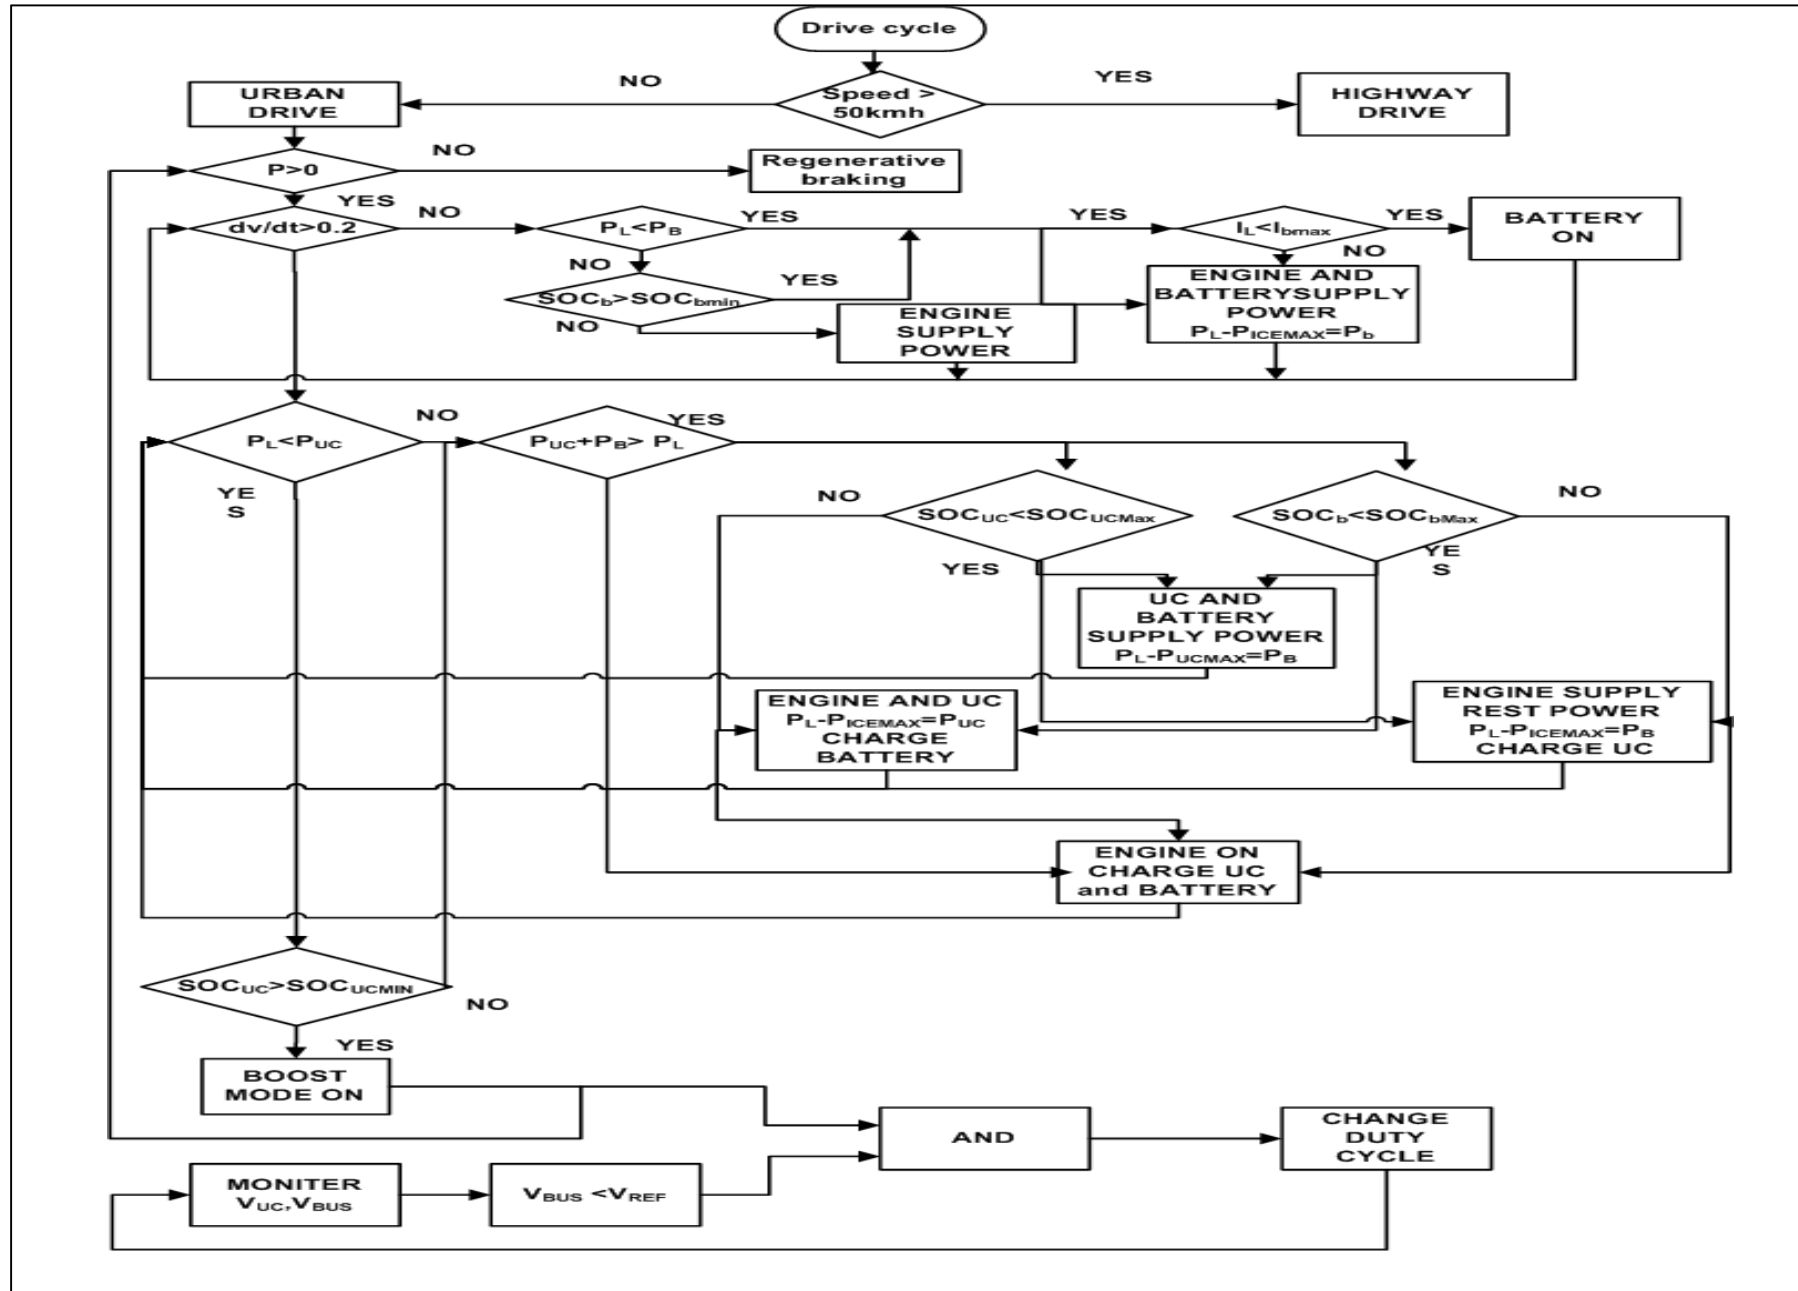 Drive cycle
NO
YES
URBAN
DRIVE
Speed >
50kmh
HIGHWAY
DRIVE
P>0
NO
Regenerative
braking
YES
dv/dt>0.2
NO
PL<PB
YES
YES
IL<Ibmax
YES
BATTERY
ON
NO
NO
SOCb>SOCbmin
YES
NO
ENGINE
SUPPLY
POWER
ENGINE AND
BATTERYSUPPLY
POWER
PL-PICEMAX=Pb
PL<PUC
NO
PUC+PB> PL
YES
YE
S
NO
SOCUC<SOCUCMax
YES
SOCb<SOCbMax
NO
YE
S
UC AND
BATTERY
SUPPLY POWER
PL-PUCMAX=PB
ENGINE AND UC
PL-PICEMAX=PUC
CHARGE
BATTERY
ENGINE SUPPLY
REST POWER
PL-PICEMAX=PB
CHARGE UC
ENGINE ON
CHARGE UC
and BATTERY
SOCUC>SOCUCMIN
NO
YES
BOOST
MODE ON
AND
CHANGE
DUTY
CYCLE
MONITER
VUC,VBUS
VBUS <VREF